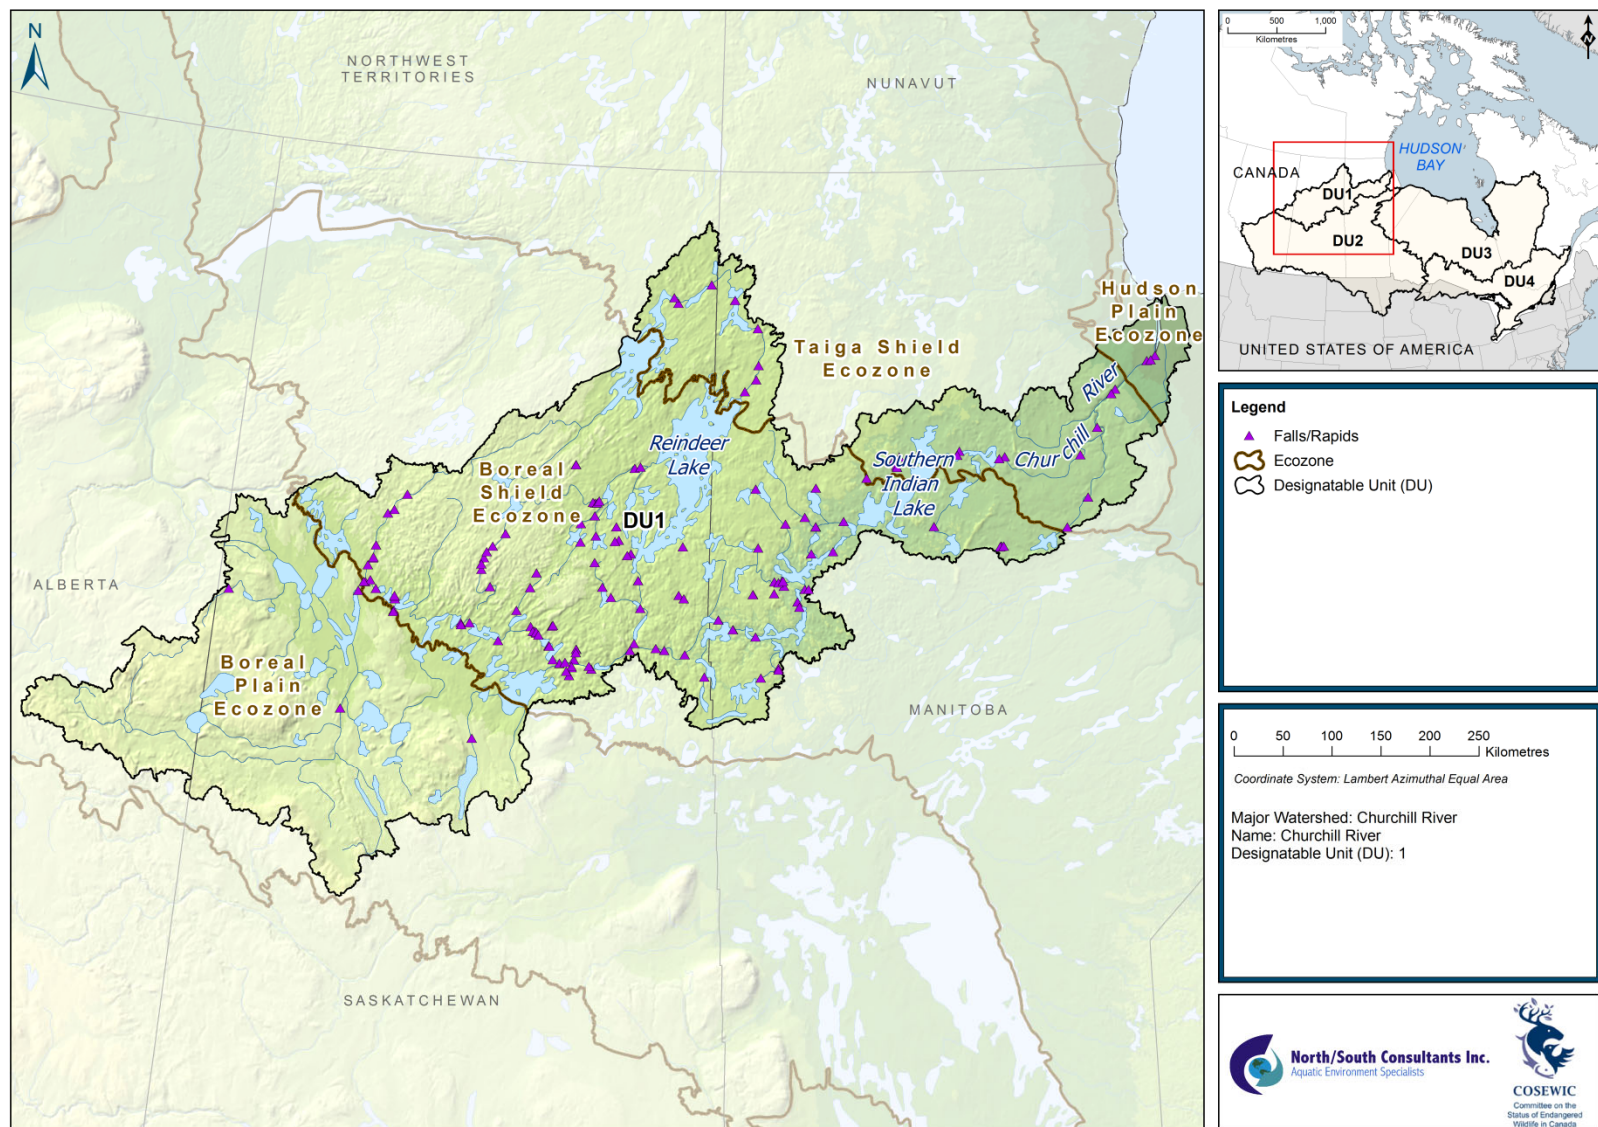 N
NORTHWEST
TERRITORIES
NUNAVUT
Hudson
Plain
Ecozone
Taiga Shield
Ecozone
River
Churchill
Reindeer
Lake
Southern
Indian
Lake
Boreal
Shield
Ecozone
DU1
ALBERTA
Boreal
Plain
Ecozone
MANITOBA
SASKATCHEWAN
0 500 1,000
Kilometres
N
HUDSON
BAY
CANADA
DU1
DU2
DU3
DU4
UNITED STATES OF AMERICA
Legend
Falls/Rapids
Ecozone
Designatable Unit (DU)
0 50 100 150 200 250
Kilometres
Coordinate System: Lambert Azimuthal Equal Area
Major Watershed: Churchill River
Name: Churchill River
Designatable Unit (DU): 1
North/South Consultants Inc.
Aquatic Environment Specialists
COSEWIC
Committee on the
Status of Endangered
Wildlife in Canada